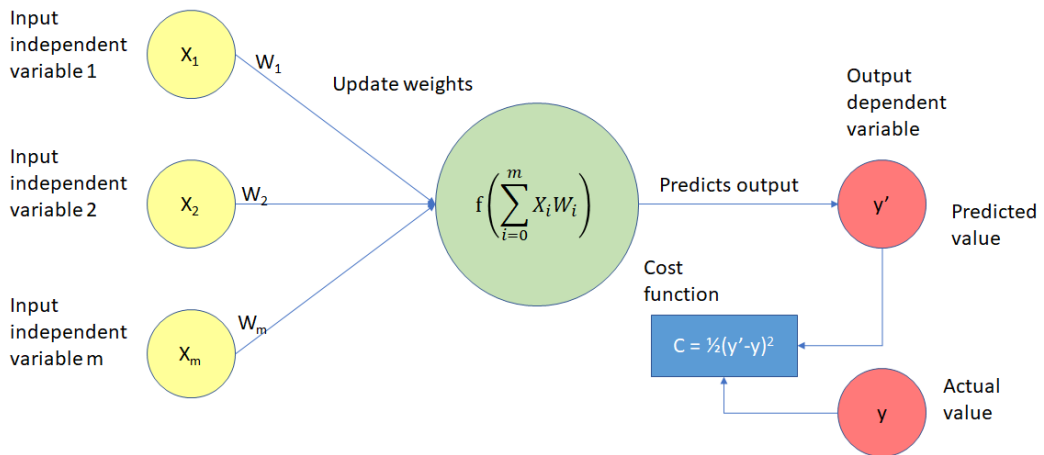 Input
independent
variable 1
X₁
W₁
Update weights
Input
independent
variable 2
X₂
W₂
f(∑ᵢ₌₀ᵐ XᵢWᵢ)
Predicts output
Output
dependent
variable
y’
Predicted
value
Input
independent
variable m
Xₘ
Wₘ
Cost
function
C = ½(y’-y)²
y
Actual
value